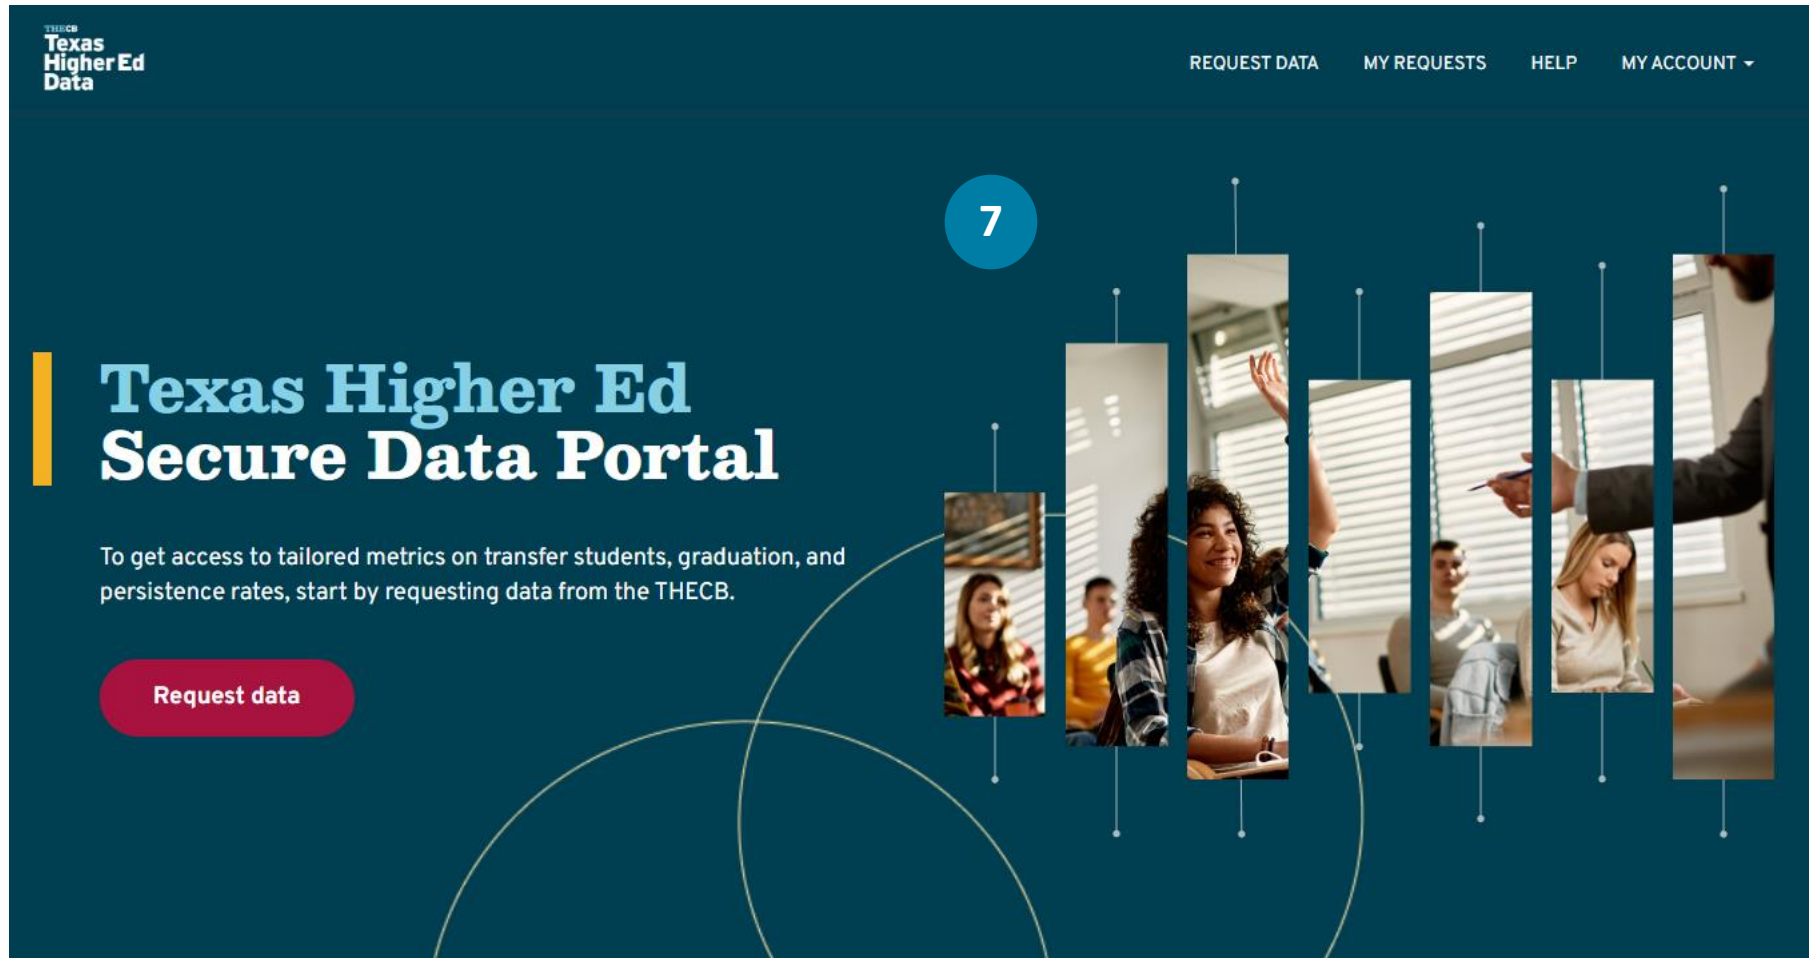 THECB
Texas
Higher Ed
Data
REQUEST DATA MY REQUESTS HELP MY ACCOUNT
7
Texas Higher Ed
Secure Data Portal
To get access to tailored metrics on transfer students, graduation, and
persistence rates, start by requesting data from the THECB.
Request data